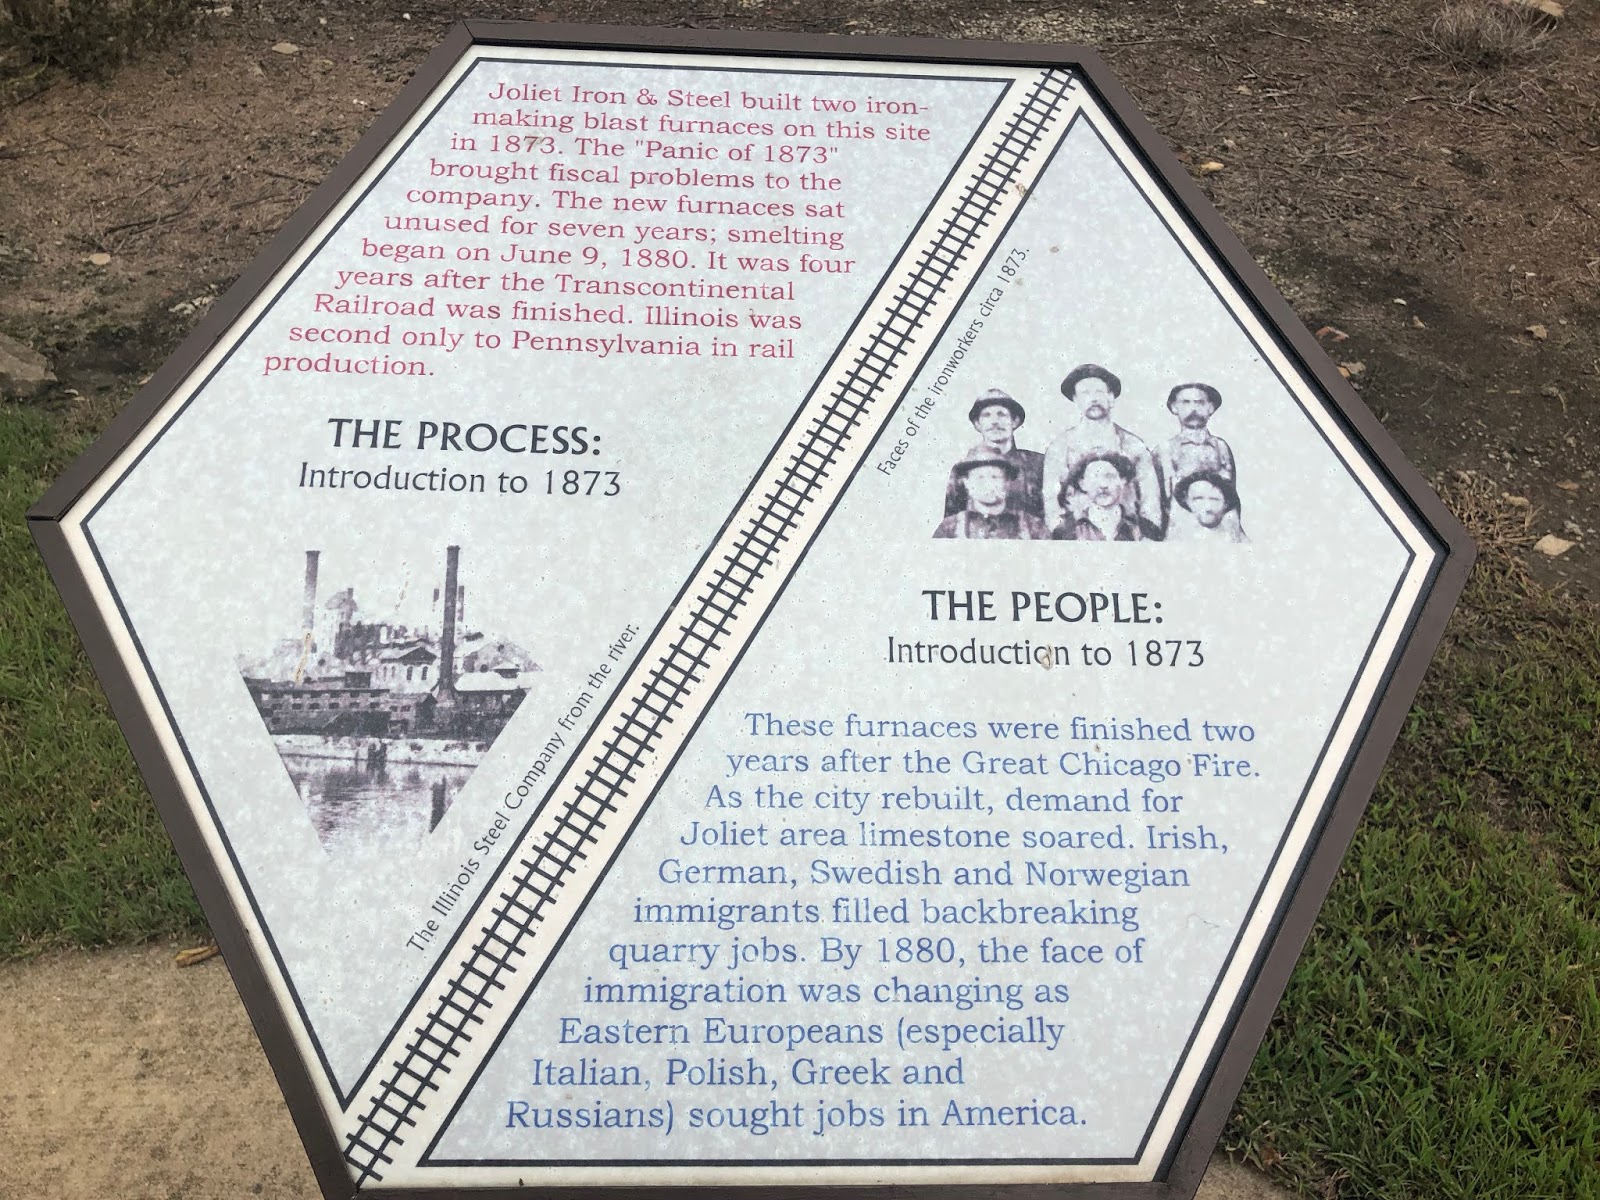 Joliet Iron & Steel built two iron-
making blast furnaces on this site
in 1873. The "Panic of 1873"
brought fiscal problems to the
company. The new furnaces sat
unused for seven years; smelting
began on June 9, 1880. It was four
years after the Transcontinental
Railroad was finished. Illinois was
second only to Pennsylvania in rail
production.
THE PROCESS:
Introduction to 1873
The Illinois Steel Company from the river.
Faces of the ironworkers circa 1873.
THE PEOPLE:
Introduction to 1873
These furnaces were finished two
years after the Great Chicago Fire.
As the city rebuilt, demand for
Joliet area limestone soared. Irish,
German, Swedish and Norwegian
immigrants filled backbreaking
quarry jobs. By 1880, the face of
immigration was changing as
Eastern Europeans (especially
Italian, Polish, Greek and
Russians) sought jobs in America.